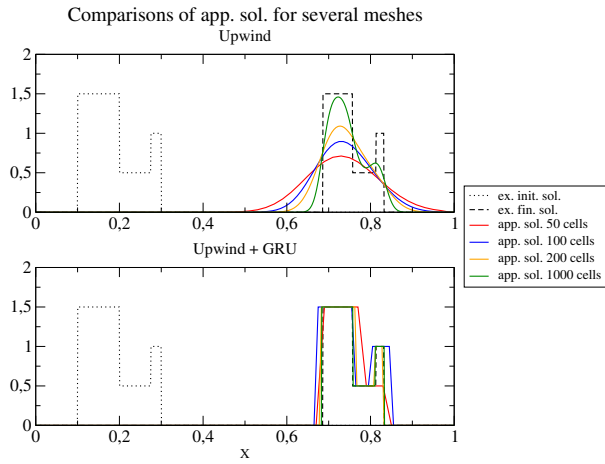 Comparisons of app. sol. for several meshes
Upwind
2
1,5
1
0,5
0
0 0,2 0,4 0,6 0,8 1
ex. init. sol.
ex. fin. sol.
app. sol. 50 cells
app. sol. 100 cells
app. sol. 200 cells
app. sol. 1000 cells
Upwind + GRU
2
1,5
1
0,5
0
0 0,2 0,4 0,6 0,8 1
X